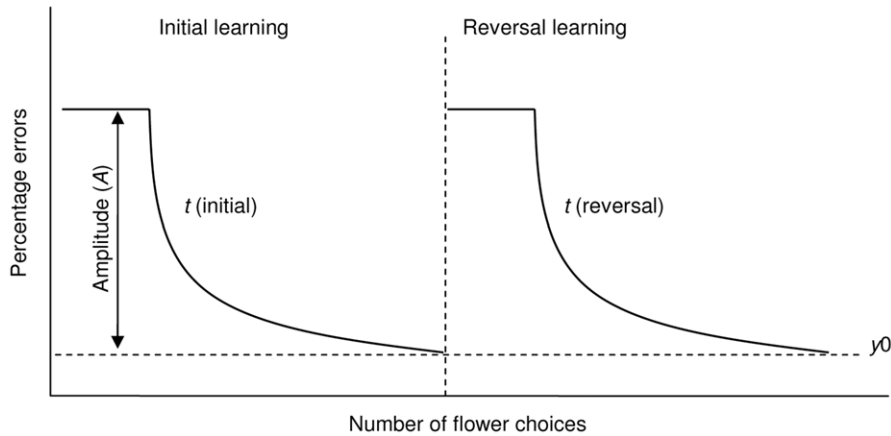 Initial learning
Reversal learning
Percentage errors
Amplitude (A)
t (initial)
t (reversal)
y0
Number of flower choices